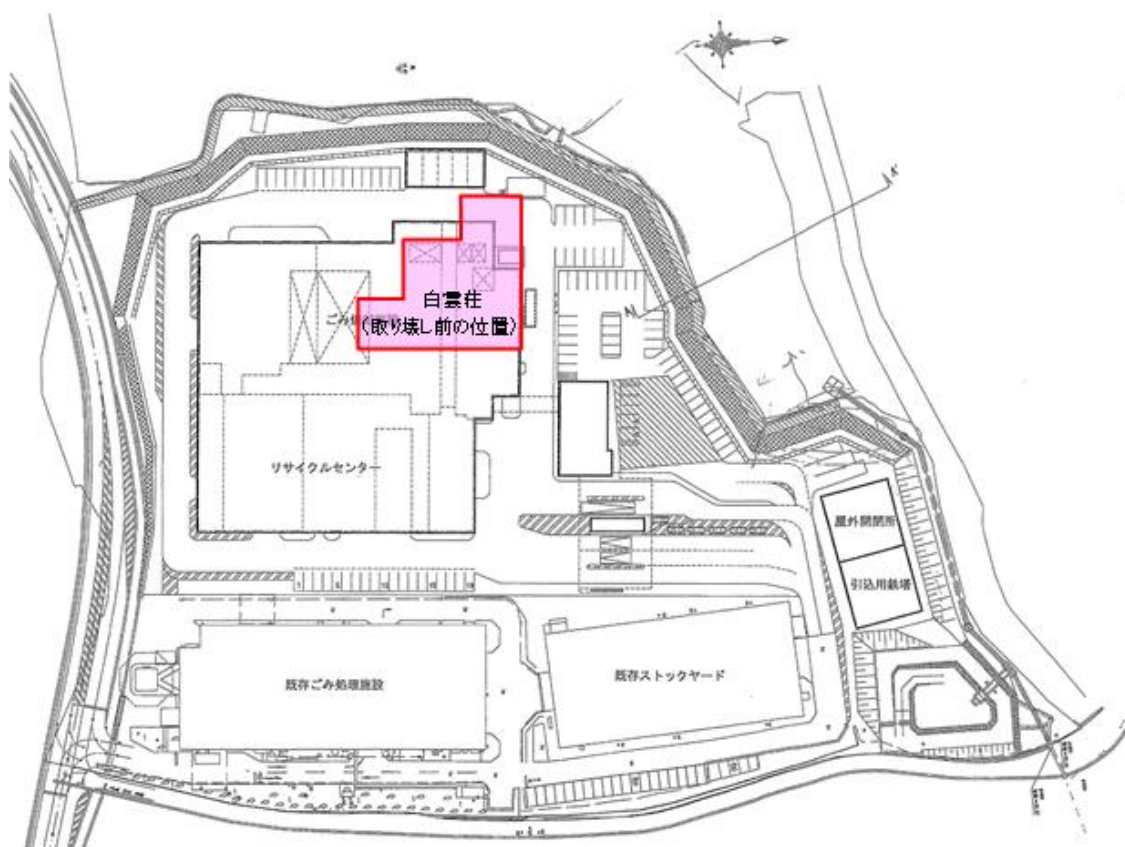 A'
N
白雲荘
(取り壊し前の位置)
リサイクルセンター
屋外開閉所
引込用鉄塔
既存ごみ処理施設
既存ストックヤード